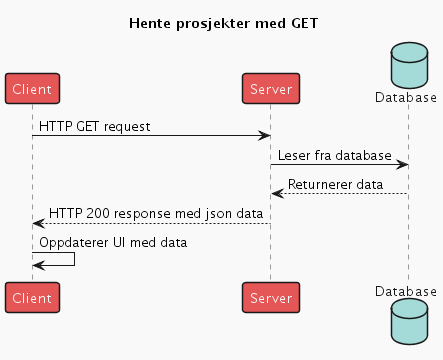 Hente prosjekter med GET
Client
Server
Database
HTTP GET request
Leser fra database
Returnerer data
HTTP 200 response med json data
Oppdaterer UI med data
Client
Server
Database